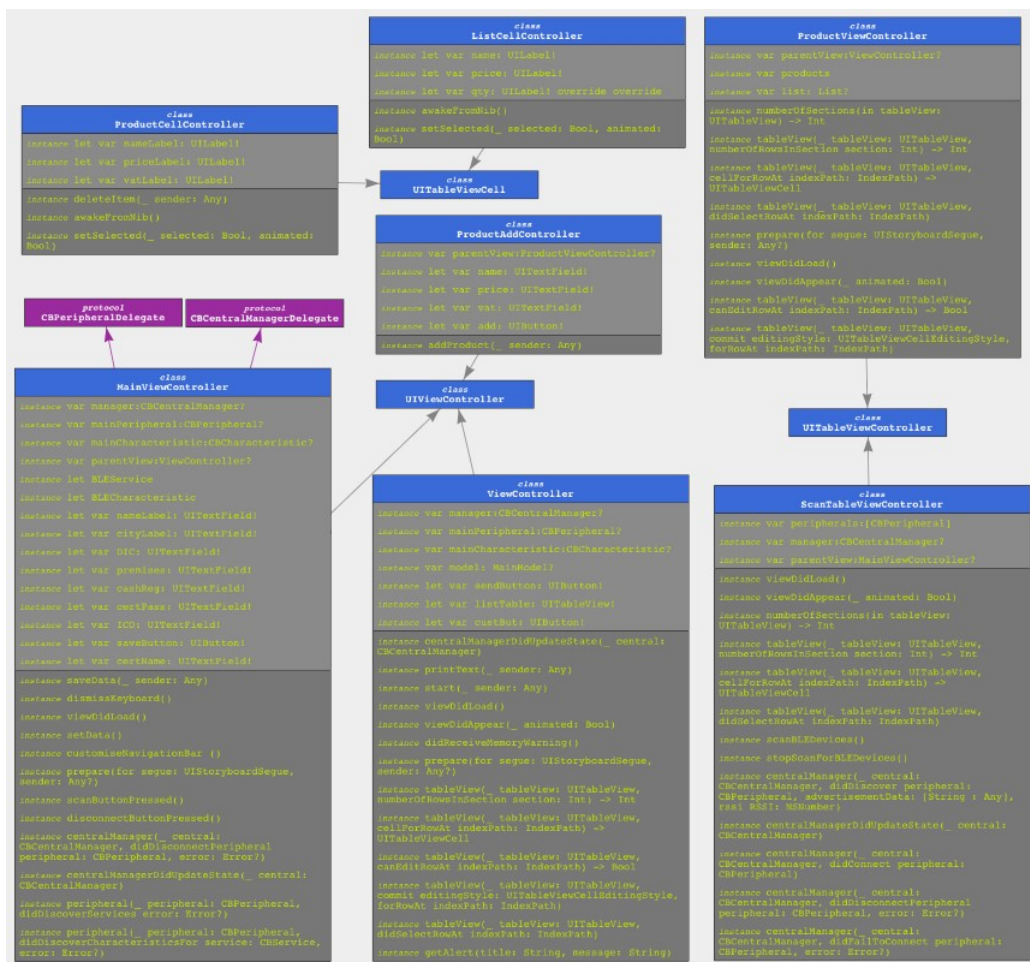 class
ListCellController
instance let var name: UILabel!
instance let var price: UILabel!
instance let var qty: UILabel! override override
instance awakeFromNib()
instance setSelected(_ selected: Bool, animated:
Bool)
class
ProductViewController
instance var parentView:ViewController?
instance var products
instance var list: List?
instance numberOfSections(in tableView:
UITableView) -> Int
instance tableView(_ tableView: UITableView,
numberOfRowsInSection section: Int) -> Int
instance tableView(_ tableView: UITableView,
cellForRowAt indexPath: IndexPath) ->
UITableViewCell
instance tableView(_ tableView: UITableView,
didSelectRowAt indexPath: IndexPath)
instance prepare(for segue: UIStoryboardSegue,
sender: Any?)
instance viewDidLoad()
instance viewDidAppear(_ animated: Bool)
instance tableView(_ tableView: UITableView,
canEditRowAt indexPath: IndexPath) -> Bool
instance tableView(_ tableView: UITableView,
commit editingStyle: UITableViewCellEditingStyle,
forRowAt indexPath: IndexPath)
class
ProductCellController
instance let var nameLabel: UILabel!
instance let var priceLabel: UILabel!
instance let var vatLabel: UILabel!
instance deleteItem(_ sender: Any)
instance awakeFromNib()
instance setSelected(_ selected: Bool, animated:
Bool)
class
UITableViewCell
class
ProductAddController
instance var parentView:ProductViewController?
instance let var name: UITextField!
instance let var price: UITextField!
instance let var vat: UITextField!
instance let var add: UIButton!
instance addProduct(_ sender: Any)
protocol
CBPeripheralDelegate
protocol
CBCentralManagerDelegate
class
MainViewController
instance var manager:CBCentralManager?
instance var mainPeripheral:CBPeripheral?
instance var mainCharacteristic:CBCharacteristic?
instance var parentView:ViewController?
instance let BLEService
instance let BLECharacteristic
instance let var nameLabel: UITextField!
instance let var cityLabel: UITextField!
instance let var DIC: UITextField!
instance let var premises: UITextField!
instance let var cashReg: UITextField!
instance let var certPass: UITextField!
instance let var ICO: UITextField!
instance let var saveButton: UIButton!
instance let var certName: UITextField!
instance saveData(_ sender: Any)
instance dismissKeyboard()
instance viewDidLoad()
instance setData()
instance customiseNavigationBar ()
instance prepare(for segue: UIStoryboardSegue,
sender: Any?)
instance scanButtonPressed()
instance disconnectButtonPressed()
instance centralManager(_ central:
CBCentralManager, didDisconnectPeripheral
peripheral: CBPeripheral, error: Error?)
instance centralManagerDidUpdateState(_ central:
CBCentralManager)
instance peripheral(_ peripheral: CBPeripheral,
didDiscoverServices error: Error?)
instance peripheral(_ peripheral: CBPeripheral,
didDiscoverCharacteristicsFor service: CBService,
error: Error?)
class
UIViewController
class
ViewController
instance var manager:CBCentralManager?
instance var mainPeripheral:CBPeripheral?
instance var mainCharacteristic:CBCharacteristic?
instance var model: MainModel?
instance let var sendButton: UIButton!
instance let var listTable: UITableView!
instance let var custBut: UIButton!
instance centralManagerDidUpdateState(_ central:
CBCentralManager)
instance printText(_ sender: Any)
instance start(_ sender: Any)
instance viewDidLoad()
instance viewDidAppear(_ animated: Bool)
instance didReceiveMemoryWarning()
instance prepare(for segue: UIStoryboardSegue,
sender: Any?)
instance tableView(_ tableView: UITableView,
numberOfRowsInSection section: Int) -> Int
instance tableView(_ tableView: UITableView,
cellForRowAt indexPath: IndexPath) ->
UITableViewCell
instance tableView(_ tableView: UITableView,
canEditRowAt indexPath: IndexPath) -> Bool
instance tableView(_ tableView: UITableView,
commit editingStyle: UITableViewCellEditingStyle,
forRowAt indexPath: IndexPath)
instance tableView(_ tableView: UITableView,
didSelectRowAt indexPath: IndexPath)
instance getAlert(title: String, message: String)
class
UITableViewController
class
ScanTableViewController
instance var peripherals:[CBPeripheral]
instance var manager:CBCentralManager?
instance var parentView:MainViewController?
instance viewDidLoad()
instance viewDidAppear(_ animated: Bool)
instance numberOfSections(in tableView:
UITableView) -> Int
instance tableView(_ tableView: UITableView,
numberOfRowsInSection section: Int) -> Int
instance tableView(_ tableView: UITableView,
cellForRowAt indexPath: IndexPath) ->
UITableViewCell
instance tableView(_ tableView: UITableView,
didSelectRowAt indexPath: IndexPath)
instance scanBLEDevices()
instance stopScanForBLEDevices()
instance centralManager(_ central:
CBCentralManager, didDiscover peripheral:
CBPeripheral, advertisementData: [String : Any],
rssi RSSI: NSNumber)
instance centralManagerDidUpdateState(_ central:
CBCentralManager)
instance centralManager(_ central:
CBCentralManager, didConnect peripheral:
CBPeripheral)
instance centralManager(_ central:
CBCentralManager, didDisconnectPeripheral
peripheral: CBPeripheral, error: Error?)
instance centralManager(_ central:
CBCentralManager, didFailToConnect peripheral:
CBPeripheral, error: Error?)